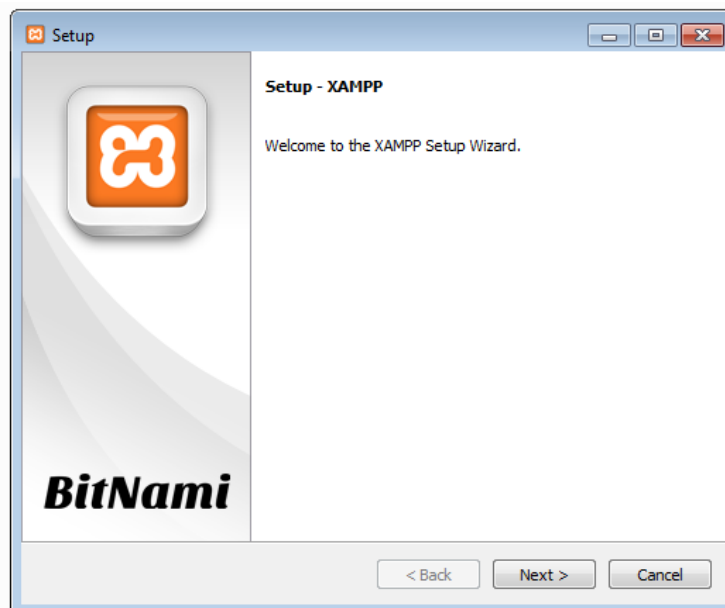 Setup
Setup - XAMPP
Welcome to the XAMPP Setup Wizard.
BitNami
< Back
Next >
Cancel